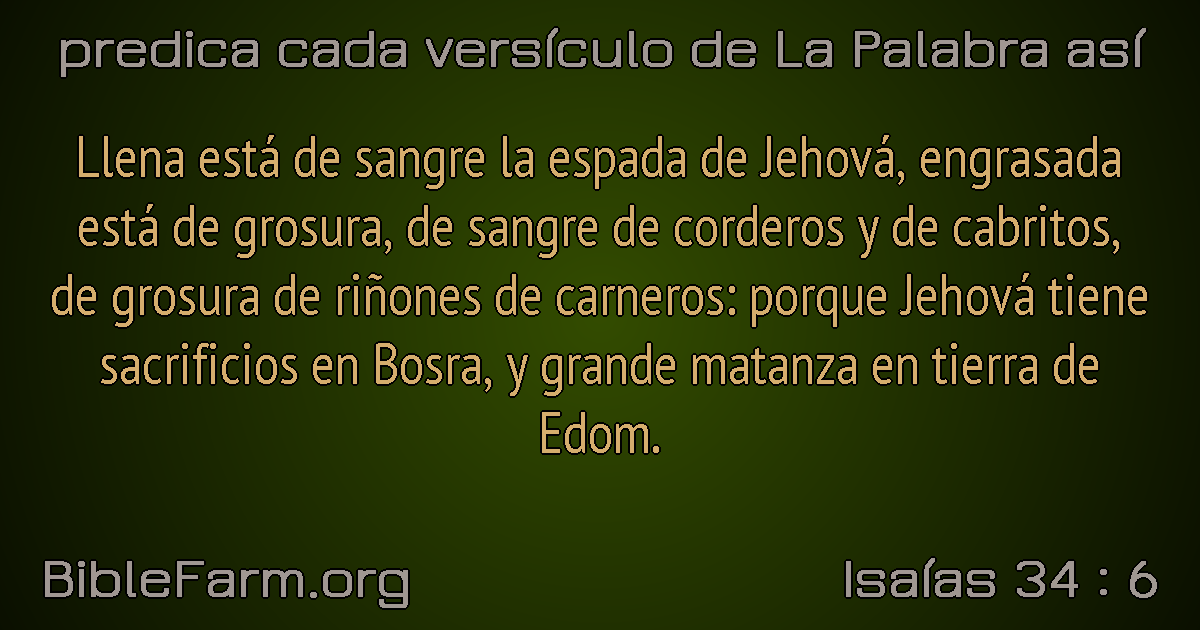 predica cada versículo de La Palabra así
Llena está de sangre la espada de Jehová, engrasada
está de grosura, de sangre de corderos y de cabritos,
de grosura de riñones de carneros: porque Jehová tiene
sacrificios en Bosra, y grande matanza en tierra de
Edom.
BibleFarm.org
Isaías 34 : 6